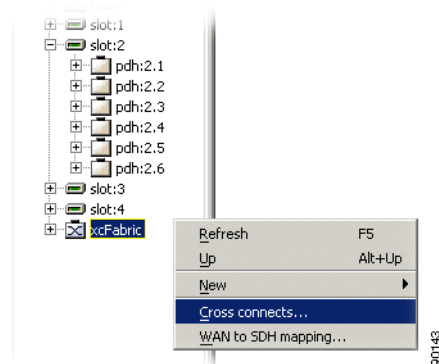 slot:1
slot:2
pdh:2.1
pdh:2.2
pdh:2.3
pdh:2.4
pdh:2.5
pdh:2.6
slot:3
slot:4
xcFabric
Refresh F5
Up Alt+Up
New
Cross connects...
WAN to SDH mapping...
90143